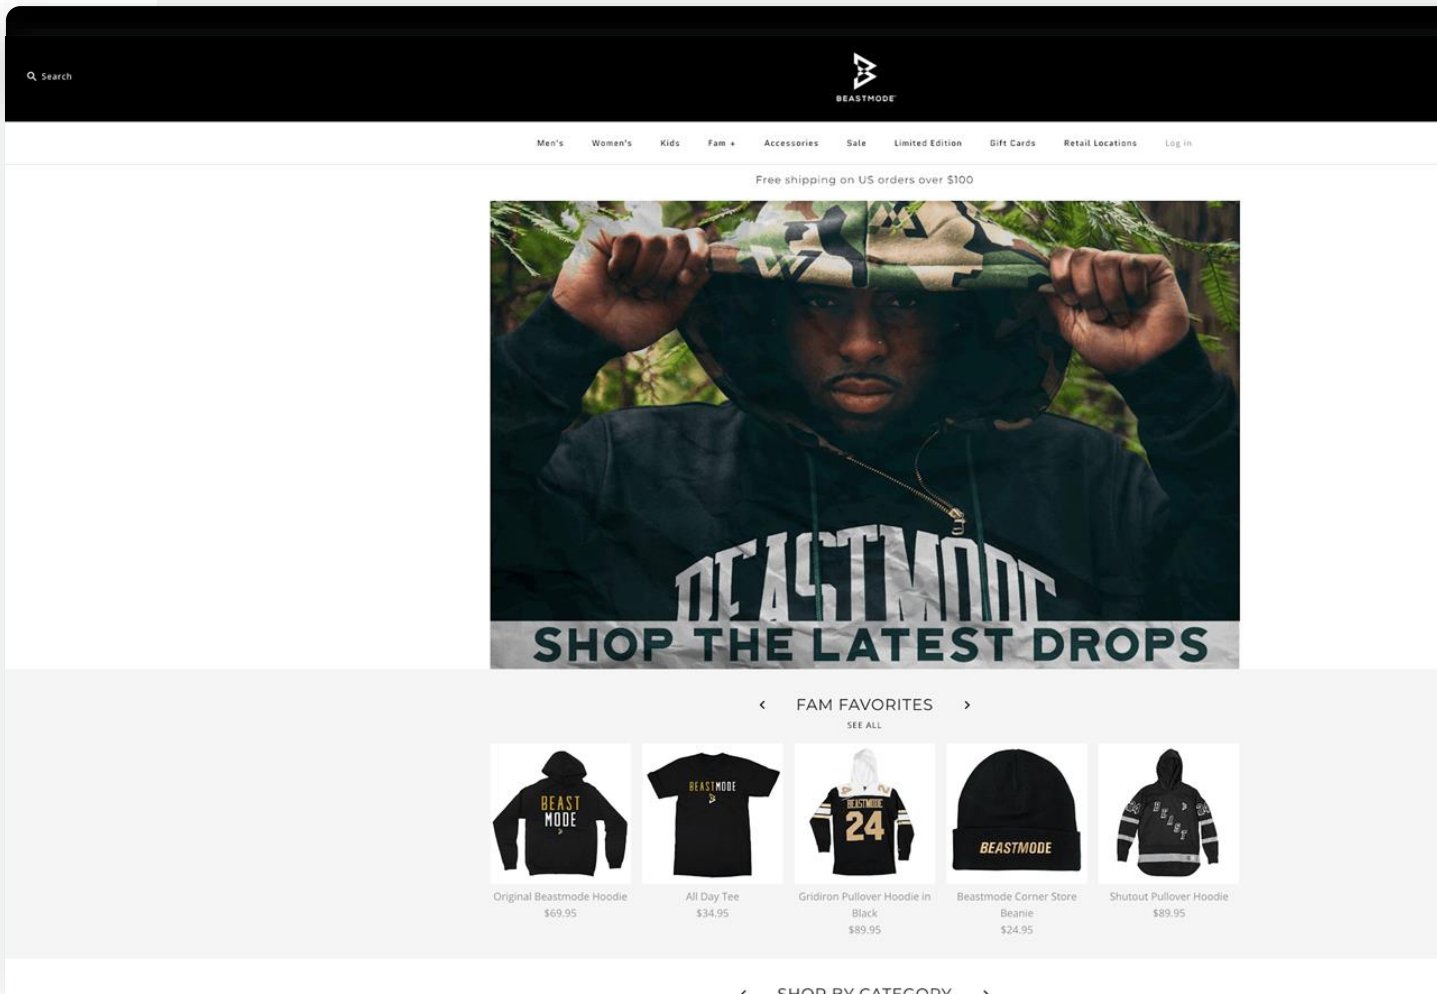 Search
BEASTMODE
Men's Women's Kids Fam + Accessories Sale Limited Edition Gift Cards Retail Locations Log in
Free shipping on US orders over $100
BEASTMODE
SHOP THE LATEST DROPS
FAM FAVORITES
SEE ALL
BEAST
MODE
BEASTMODE
BEASTMODE
24
BEASTMODE
BEAST
Original Beastmode Hoodie
$69.95
All Day Tee
$34.95
Gridiron Pullover Hoodie in
Black
$89.95
Beastmode Corner Store
Beanie
$24.95
Shutout Pullover Hoodie
$89.95
SHOP BY CATEGORY